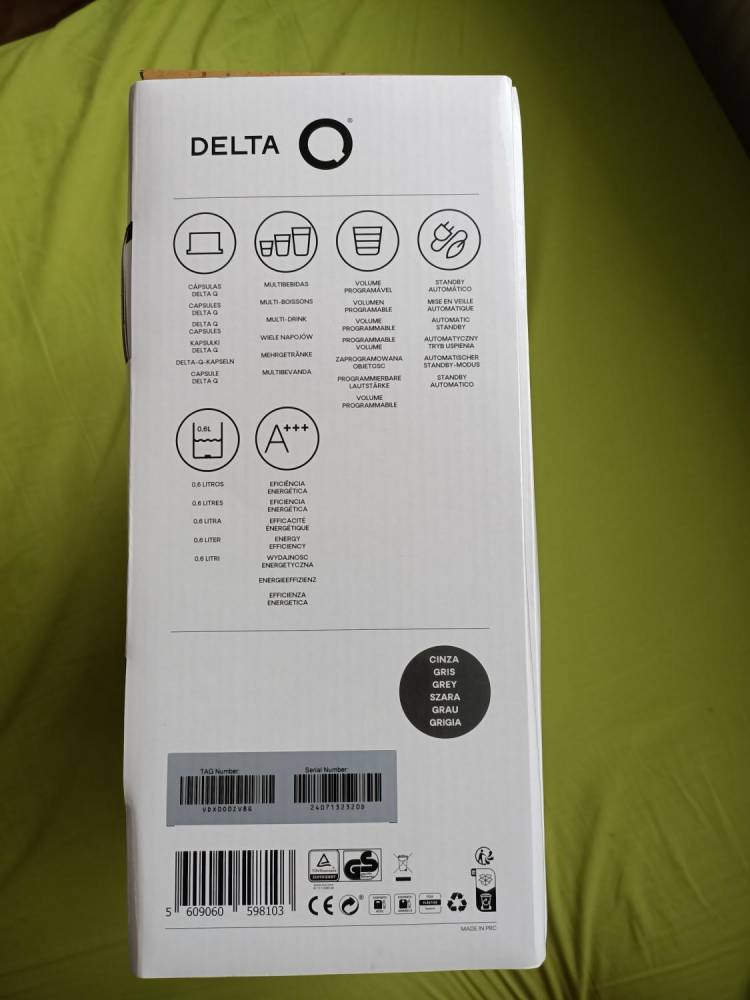 DELTA Q
CÁPSULAS
DELTA Q
CAPSULES
DELTA Q
DELTA Q
CAPSULES
KAPSUŁKI
DELTA Q
DELTA-Q-KAPSELN
CAPSULE
DELTA Q
MULTIBEBIDAS
MULTI-BOISSONS
MULTI-DRINK
WIELE NAPOJÓW
MEHRGETRÄNKE
MULTIBEVANDA
VOLUME
PROGRAMÁVEL
VOLUMEN
PROGRAMABLE
VOLUME
PROGRAMMABLE
PROGRAMMABLE
VOLUME
ZAPROGRAMOWANA
OBJETOSC
PROGRAMMIERBARE
LAUTSTÄRKE
VOLUME
PROGRAMMABILE
STANDBY
AUTOMÁTICO
MISE EN VEILLE
AUTOMATIQUE
AUTOMATIC
STANDBY
AUTOMATYCZNY
TRYB USPIENIA
AUTOMATISCHER
STANDBY-MODUS
STANDBY
AUTOMATICO
0,6L
0,6 LITROS
0,6 LITRES
0,6 LITRA
0,6 LITER
0,6 LITRI
A+++
EFICIÊNCIA
ENERGÉTICA
EFICIENCIA
ENERGÉTICA
EFFICACITÉ
ÉNERGÉTIQUE
ENERGY
EFFICIENCY
WYDAJNOSC
ENERGETYCZNA
ENERGIEEFFIZIENZ
EFFICIENZA
ENERGETICA
CINZA
GRIS
GREY
SZARA
GRAU
GRIGIA
TAG Number:
Serial Number:
2407132320
GS
CE
5 609060 598103
MADE IN PRC